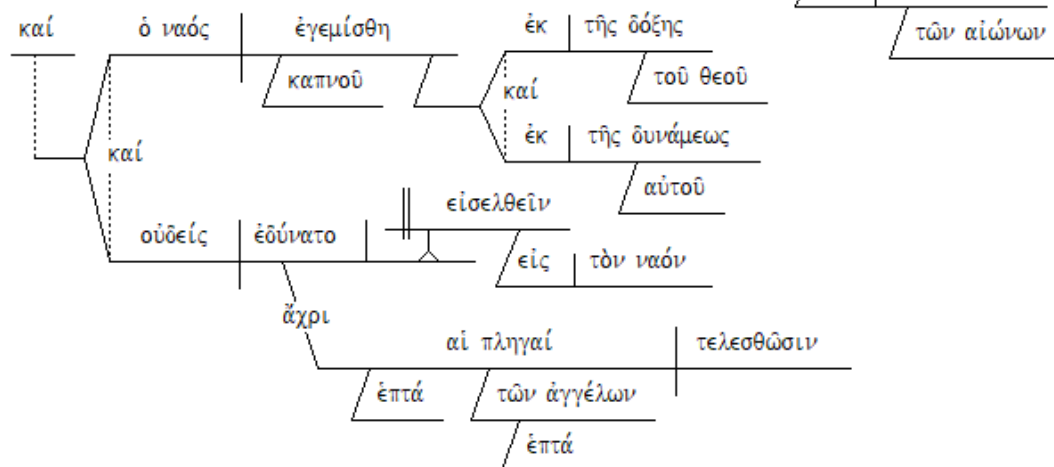 καί ὁ ναός ἐγεμίσθη ἐκ τῆς δόξης τῶν αἰώνων
καπνοῦ καί τοῦ θεοῦ
καί ἐκ τῆς δυνάμεως
αὐτοῦ
οὐδείς ἐδύνατο εἰσελθεῖν
εἰς τὸν ναόν
ἄχρι
αἱ πληγαί τελεσθῶσιν
ἑπτά τῶν ἀγγέλων
ἑπτά